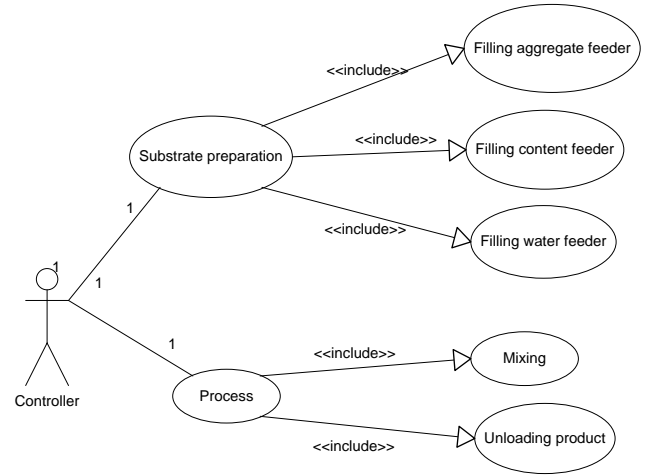 Filling aggregate feeder
<<include>>
<<include>>
Substrate preparation
Filling content feeder
1
<<include>>
Filling water feeder
1
1
1
<<include>>
Mixing
Controller
Process
<<include>>
Unloading product